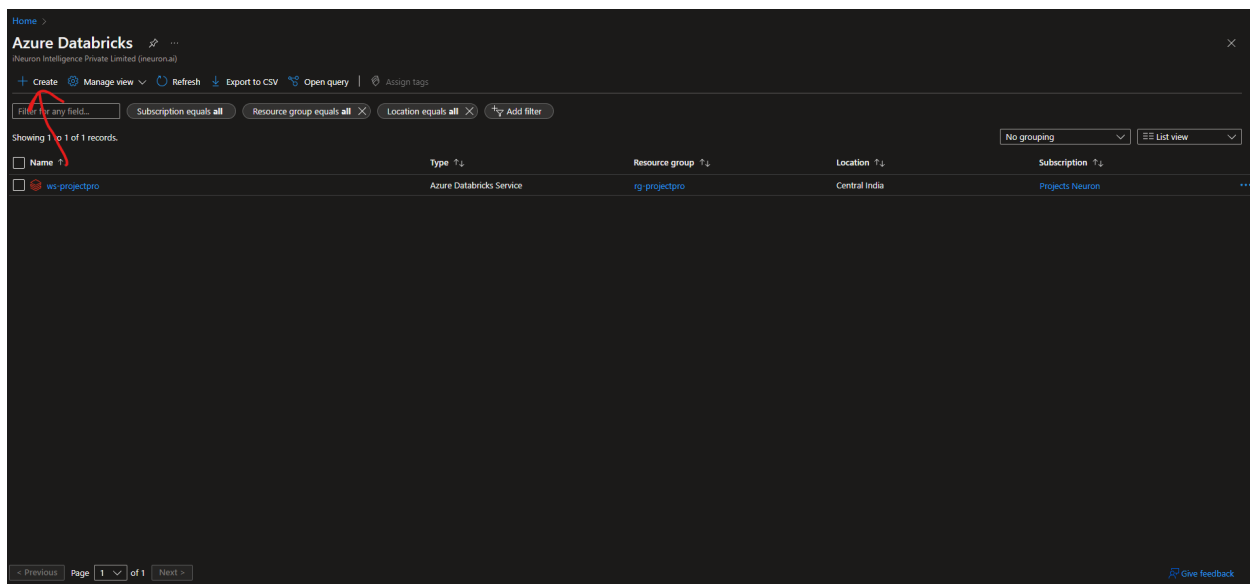 Home >
Azure Databricks ...
iNeuron Intelligence Private Limited (ineuron.ai)
+ Create Manage view Refresh Export to CSV Open query Assign tags
Filter for any field... Subscription equals all Resource group equals all Location equals all Add filter
Showing 1 to 1 of 1 records. No grouping List view
Name ↑ Type ↑↓ Resource group ↑↓ Location ↑↓ Subscription ↑↓
ws-projectpro Azure Databricks Service rg-projectpro Central India Projects Neuron ...
< Previous Page 1 of 1 Next > Give feedback